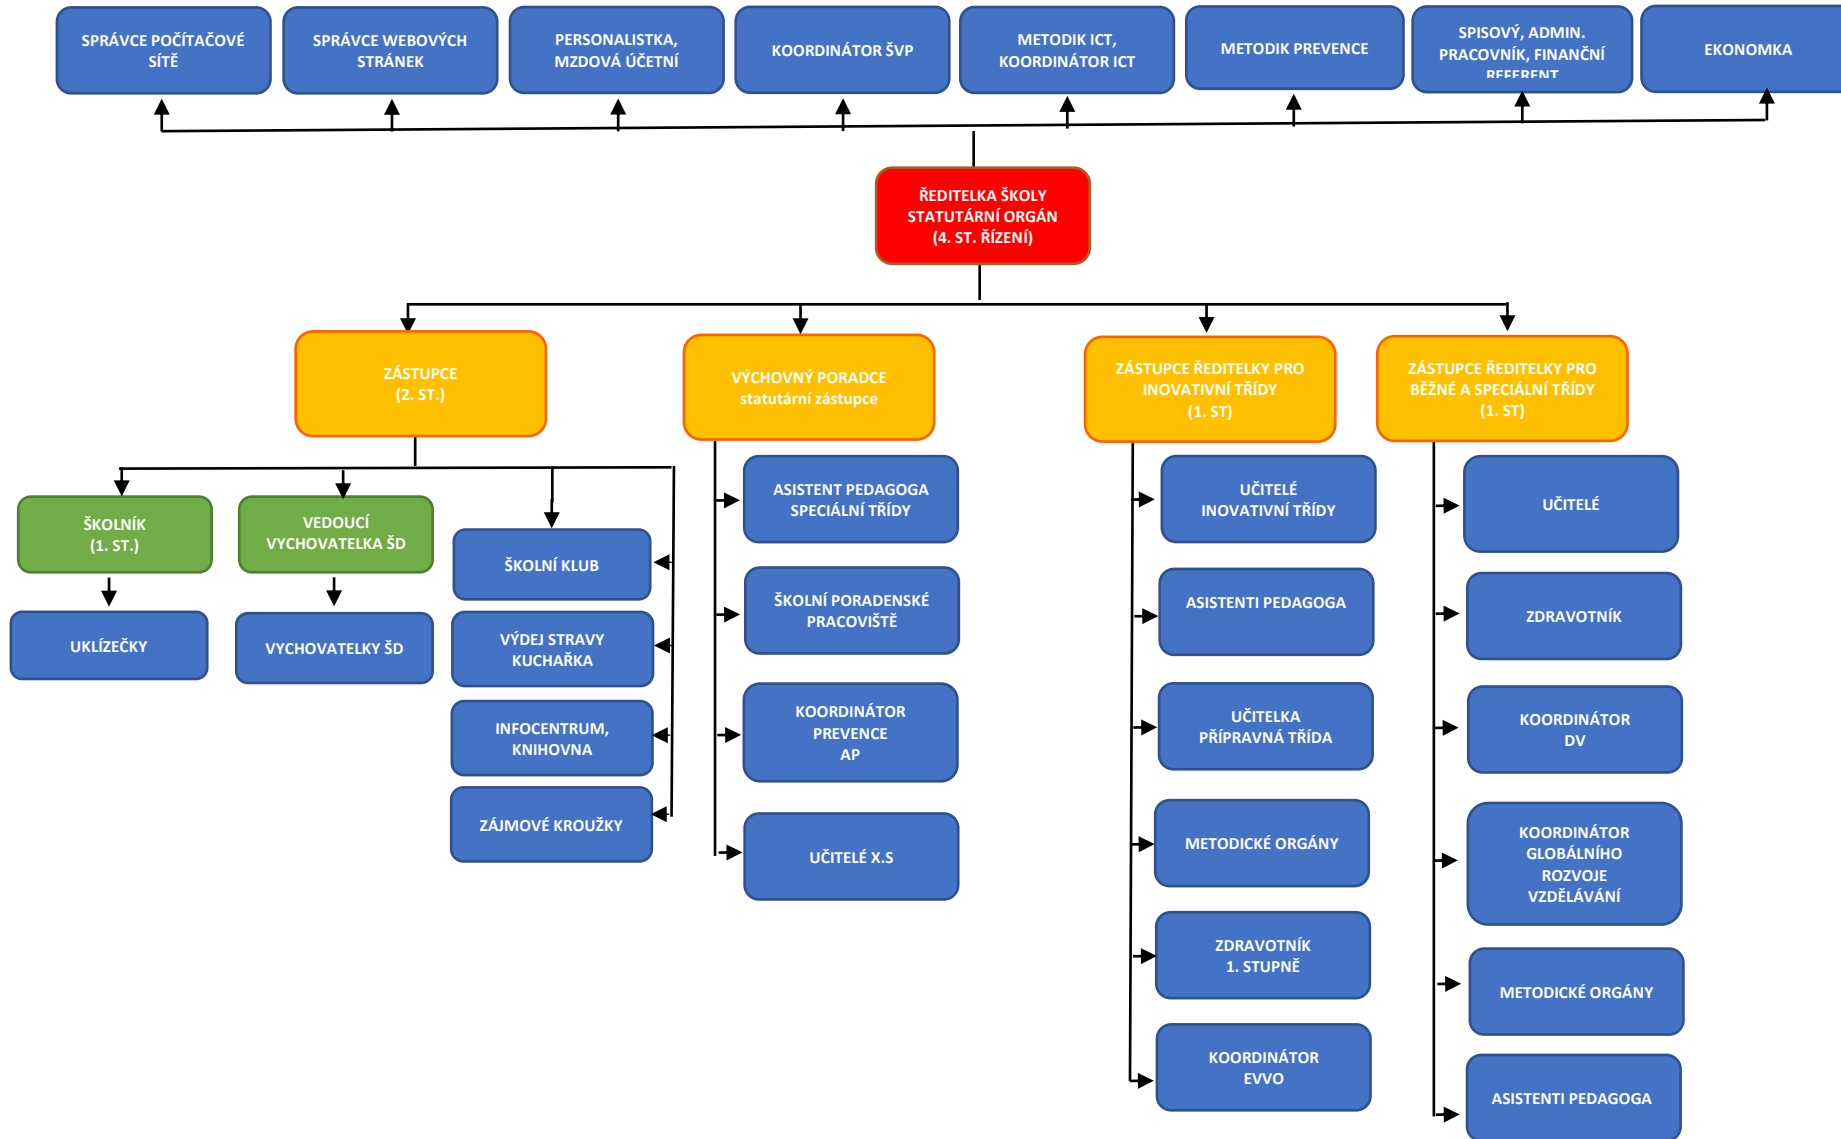 SPRÁVCE POČÍTAČOVÉ
SÍTĚ
SPRÁVCE WEBOVÝCH
STRÁNEK
PERSONALISTKA,
MZDOVÁ ÚČETNÍ
KOORDINÁTOR ŠVP
METODIK ICT,
KOORDINÁTOR ICT
METODIK PREVENCE
SPISOVÝ, ADMIN.
PRACOVNÍK, FINANČNÍ
REFERENT
EKONOMKA
ŘEDITELKA ŠKOLY
STATUTÁRNÍ ORGÁN
(4. ST. ŘÍZENÍ)
ZÁSTUPCE
(2. ST.)
VÝCHOVNÝ PORADCE
statutární zástupce
ZÁSTUPCE ŘEDITELKY PRO
INOVATIVNÍ TŘÍDY
(1. ST)
ZÁSTUPCE ŘEDITELKY PRO
BĚŽNÉ A SPECIÁLNÍ TŘÍDY
(1. ST)
ŠKOLNÍK
(1. ST.)
UKLÍZEČKY
VEDOUCÍ
VYCHOVATELKA ŠD
VYCHOVATELKY ŠD
ŠKOLNÍ KLUB
VÝDEJ STRAVY
KUCHAŘKA
INFOCENTRUM,
KNIHOVNA
ZÁJMOVÉ KROUŽKY
ASISTENT PEDAGOGA
SPECIÁLNÍ TŘÍDY
ŠKOLNÍ PORADENSKÉ
PRACOVIŠTĚ
KOORDINÁTOR
PREVENCE
AP
UČITELÉ X.S
UČITELÉ
INOVATIVNÍ TŘÍDY
ASISTENTI PEDAGOGA
UČITELKA
PŘÍPRAVNÁ TŘÍDA
METODICKÉ ORGÁNY
ZDRAVOTNÍK
1. STUPNĚ
KOORDINÁTOR
EVVO
UČITELÉ
ZDRAVOTNÍK
KOORDINÁTOR
DV
KOORDINÁTOR
GLOBÁLNÍHO
ROZVOJE
VZDĚLÁVÁNÍ
METODICKÉ ORGÁNY
ASISTENTI PEDAGOGA